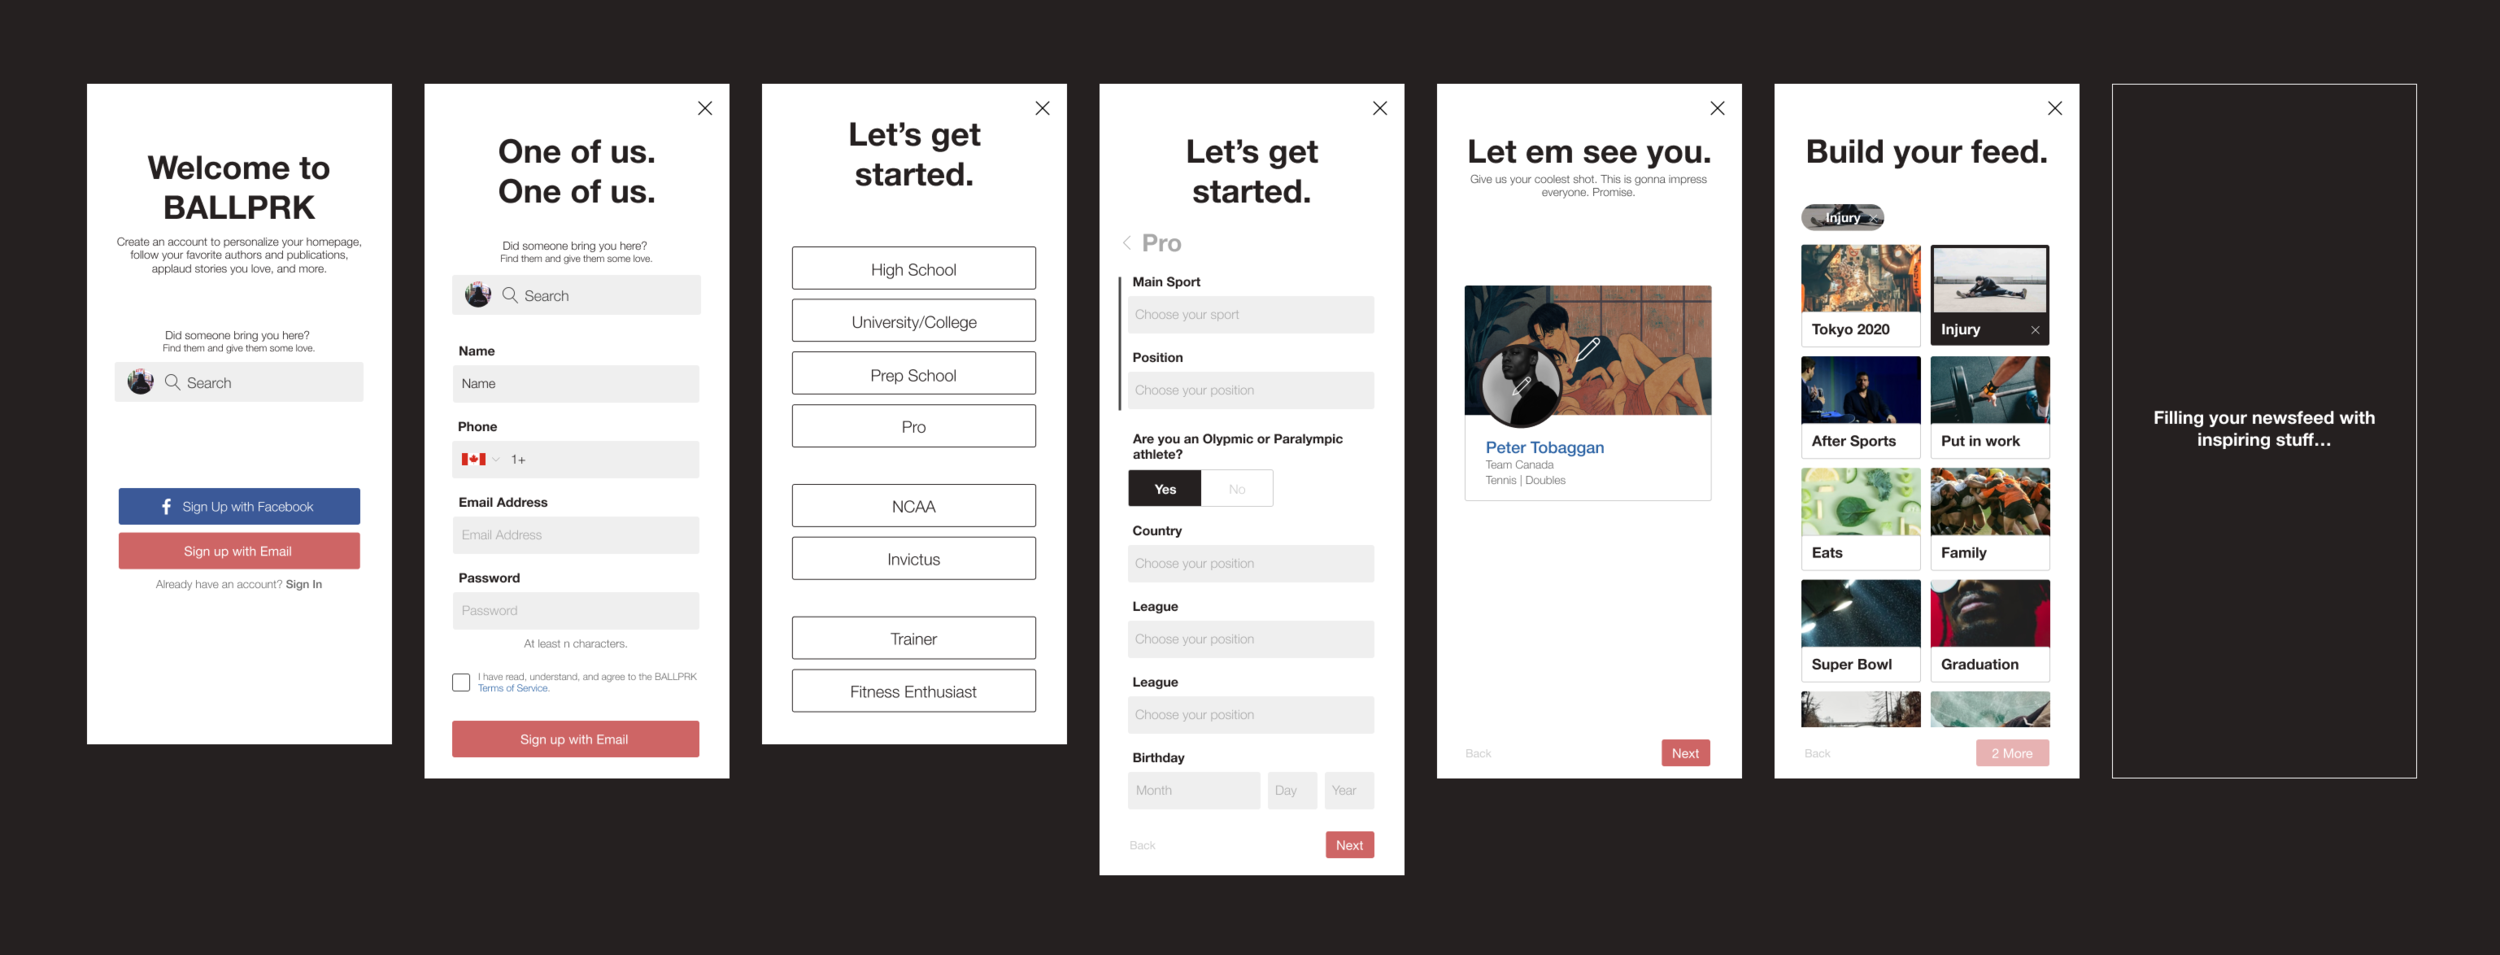 Welcome to
BALLPRK
Create an account to personalize your homepage,
follow your favorite authors and publications,
applaud stories you love, and more.
Did someone bring you here?
Find them and give them some love.
Search
Sign Up with Facebook
Sign up with Email
Already have an account? Sign In
One of us.
One of us.
Did someone bring you here?
Find them and give them some love.
Search
Name
Name
Phone
1+
Email Address
Email Address
Password
Password
At least n characters.
I have read, understand, and agree to the BALLPRK
Terms of Service.
Sign up with Email
Let's get
started.
High School
University/College
Prep School
Pro
NCAA
Invictus
Trainer
Fitness Enthusiast
Let's get
started.
Pro
Main Sport
Choose your sport
Position
Choose your position
Are you an Olypmic or Paralympic
athlete?
Yes No
Country
Choose your position
League
Choose your position
League
Choose your position
Birthday
Month Day Year
Back Next
Let em see you.
Give us your coolest shot. This is gonna impress
everyone. Promise.
Peter Tobaggan
Team Canada
Tennis | Doubles
Back Next
Build your feed.
Injury
Tokyo 2020 Injury
After Sports Put in work
Eats Family
Super Bowl Graduation
Back 2 More
Filling your newsfeed with
inspiring stuff...